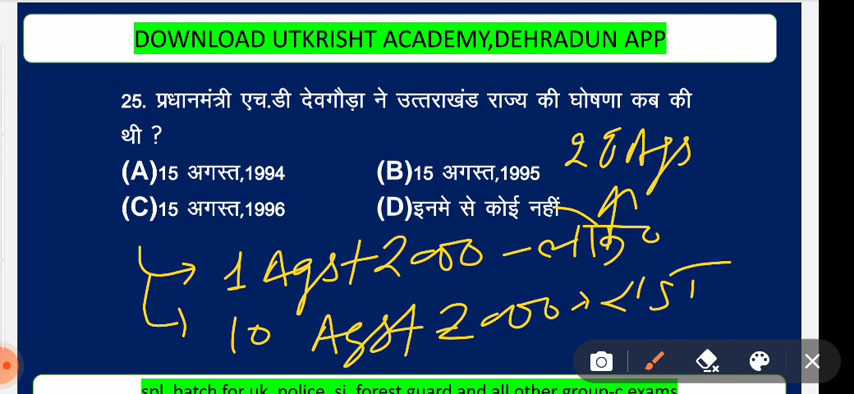 DOWNLOAD UTKRISHT ACADEMY,DEHRADUN APP
25. प्रधानमंत्री एच.डी देवगौड़ा ने उत्तराखंड राज्य की घोषणा कब की
थी ?
(A)15 अगस्त,1994 (B)15 अगस्त,1995
(C)15 अगस्त,1996 (D)इनमे से कोई नहीं
1 Agst 2000 - लोक
10 Agst 2000
spl. batch for uk. police, si, forest guard and all other group-c exams